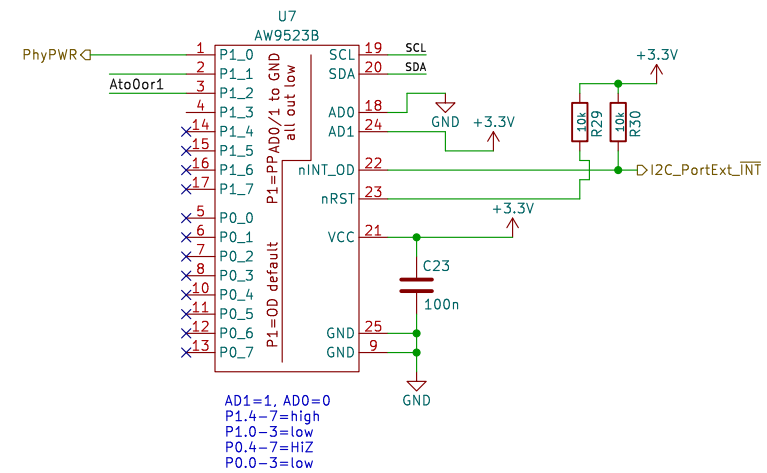 U7
AW9523B
PhyPWR
1 P1_0
2 P1_1
Ato0or1
3 P1_2
4 P1_3
14 P1_4
15 P1_5
16 P1_6
17 P1_7
5 P0_0
6 P0_1
7 P0_2
8 P0_3
10 P0_4
11 P0_5
12 P0_6
13 P0_7
P1=PP AD0/1 to GND
all out low
P1=OD default
SCL 19 SCL
SDA 20 SDA
AD0 18
GND
AD1 24
+3.3V
nINT_OD 22
nRST 23
+3.3V
10k R29
10k R30
I2C_PortExt_INT
VCC 21
+3.3V
C23
100n
GND 25
GND 9
GND
AD1=1, AD0=0
P1.4-7=high
P1.0-3=low
P0.4-7=HiZ
P0.0-3=low